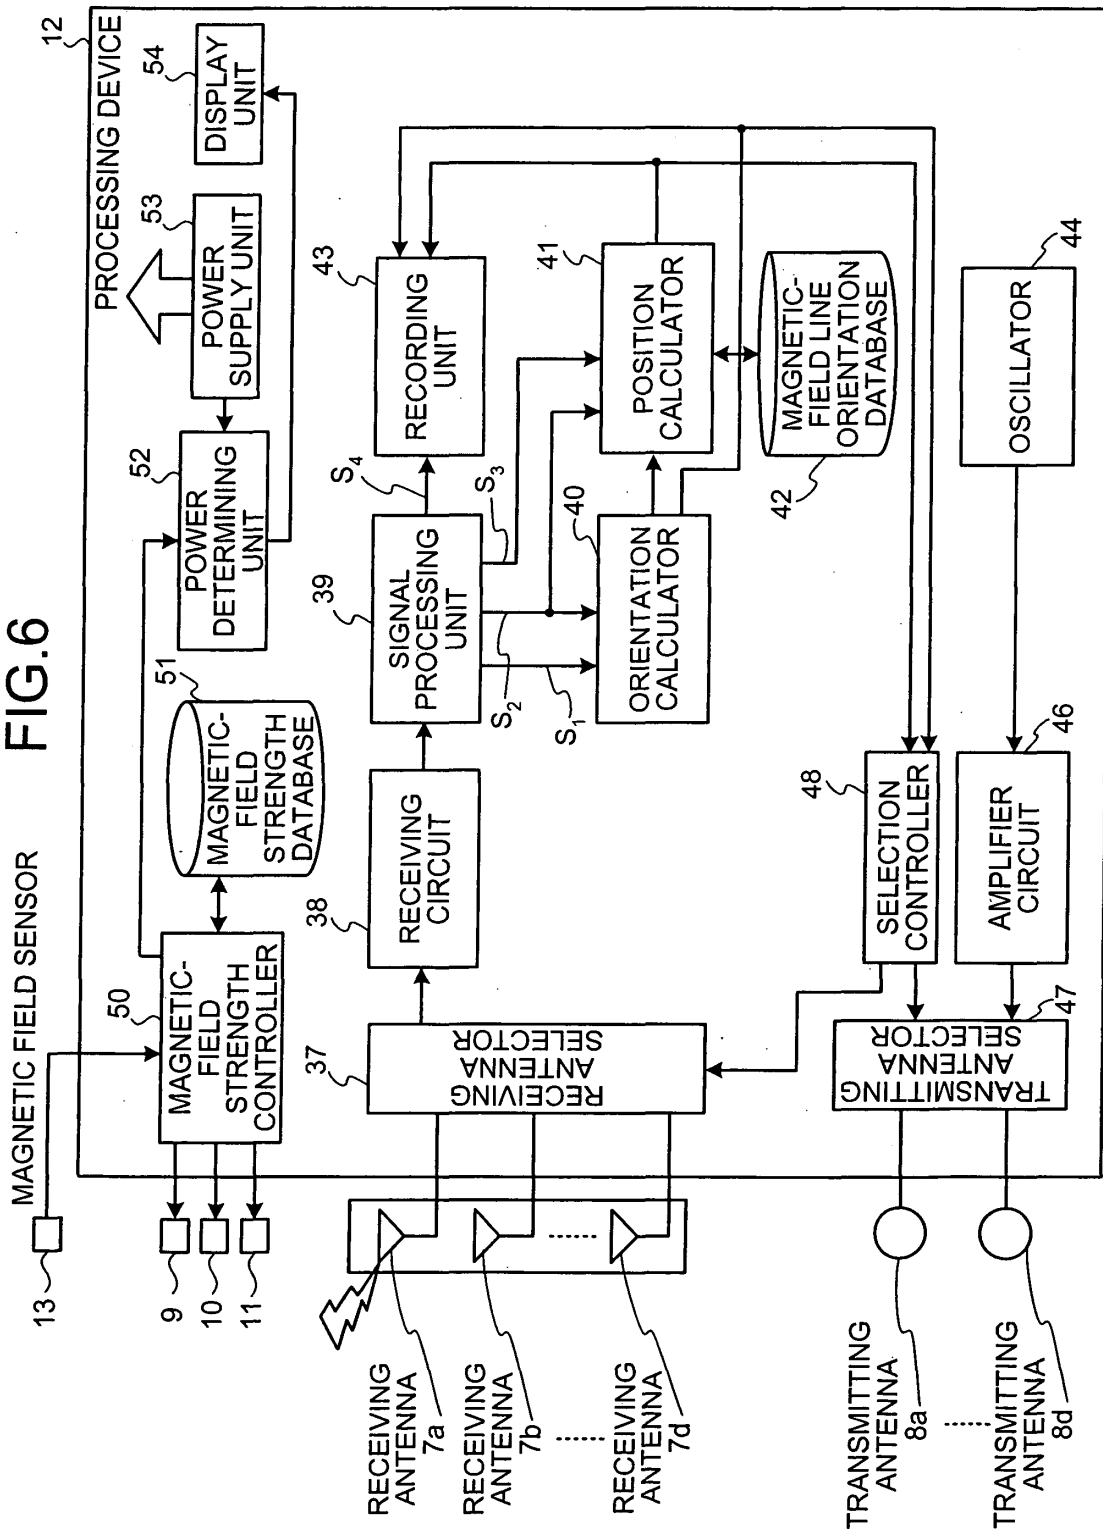 FIG.6
MAGNETIC FIELD SENSOR
13
9
10
11
12
PROCESSING DEVICE
50
MAGNETIC-
FIELD
STRENGTH
CONTROLLER
51
MAGNETIC-
FIELD
STRENGTH
DATABASE
52
POWER
DETERMINING
UNIT
53
POWER
SUPPLY UNIT
54
DISPLAY
UNIT
RECEIVING
ANTENNA
7a
RECEIVING
ANTENNA
7b
RECEIVING
ANTENNA
7d
37
RECEIVING
ANTENNA
SELECTOR
38
RECEIVING
CIRCUIT
39
SIGNAL
PROCESSING
UNIT
S4
S3
S2
S1
43
RECORDING
UNIT
40
ORIENTATION
CALCULATOR
41
POSITION
CALCULATOR
42
MAGNETIC-
FIELD LINE
ORIENTATION
DATABASE
TRANSMITTING
ANTENNA
8a
TRANSMITTING
ANTENNA
8d
47
TRANSMITTING
ANTENNA
SELECTOR
48
SELECTION
CONTROLLER
46
AMPLIFIER
CIRCUIT
44
OSCILLATOR